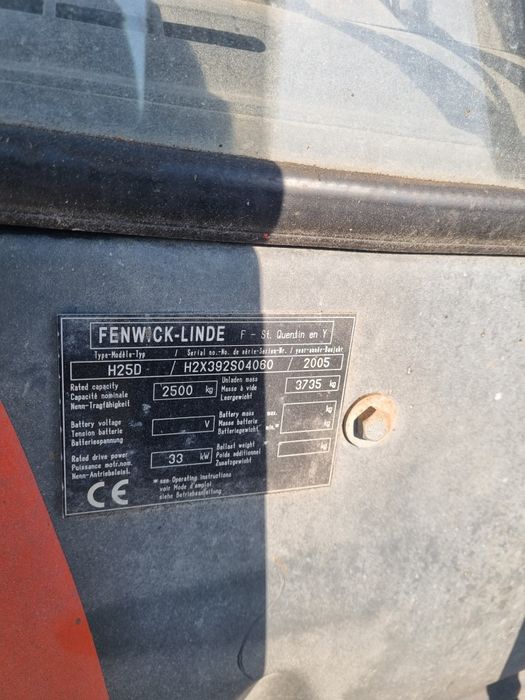 FENWICK-LINDE F - St. Quentin en Y
Type-Modèle-Typ / Serial no.-No. de série-Serien-Nr. / year-année-Baujahr
H25D / H2X392S04060 / 2005
Rated capacity
Capacité nominale
Nenn-Tragfähigkeit
2500 kg
Unladen mass
Masse à vide
Leergewicht
3735 kg
Battery voltage
Tension batterie
Batteriespannung
V
Battery mass max.
Masse batterie
Batteriegewicht min.*
kg
kg
Rated drive power
Puissance motr.nom.
Nenn-Antriebsleist.
33 kW
Ballast weight *
Poids additionnel
Zusatzgewicht
kg
CE
* see Operating instructions
voir Mode d'emploi
siehe Betriebsanleitung